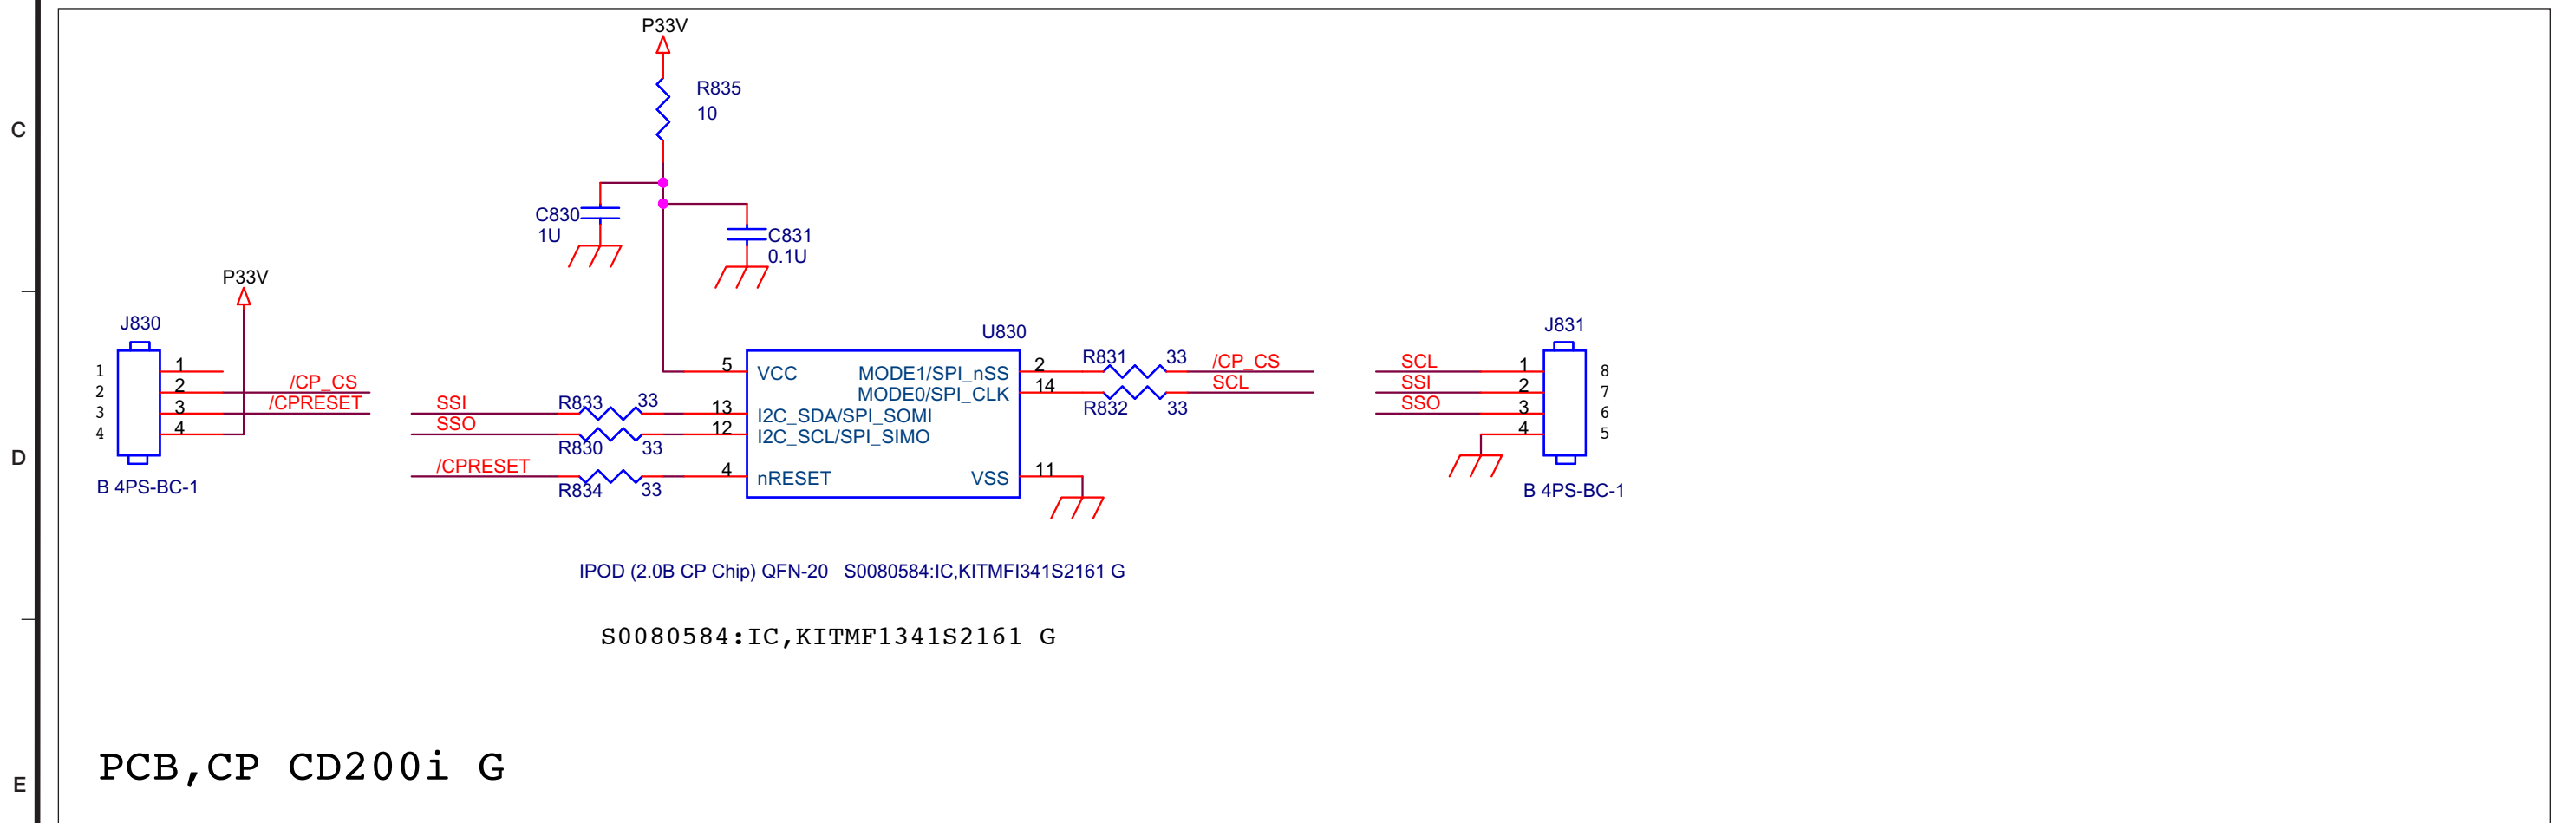 P33V
C
R835
10
C830
1U
C831
0.1U
P33V
J830
1 1
2 2 /CP_CS
3 3 /CPRESET
4 4
B 4PS-BC-1
SSI R833 33 13
SSO R830 33 12
/CPRESET R834 33 4
U830
5 VCC
MODE1/SPI_nSS 2 R831 33 /CP_CS
MODE0/SPI_CLK 14 R832 33 SCL
I2C_SDA/SPI_SOMI
I2C_SCL/SPI_SIMO
nRESET
VSS 11
J831
SCL 1 8
SSI 2 7
SSO 3 6
4 5
B 4PS-BC-1
D
IPOD (2.0B CP Chip) QFN-20 S0080584:IC,KITMFI341S2161 G
S0080584:IC,KITMF1341S2161 G
PCB,CP CD200i G
E